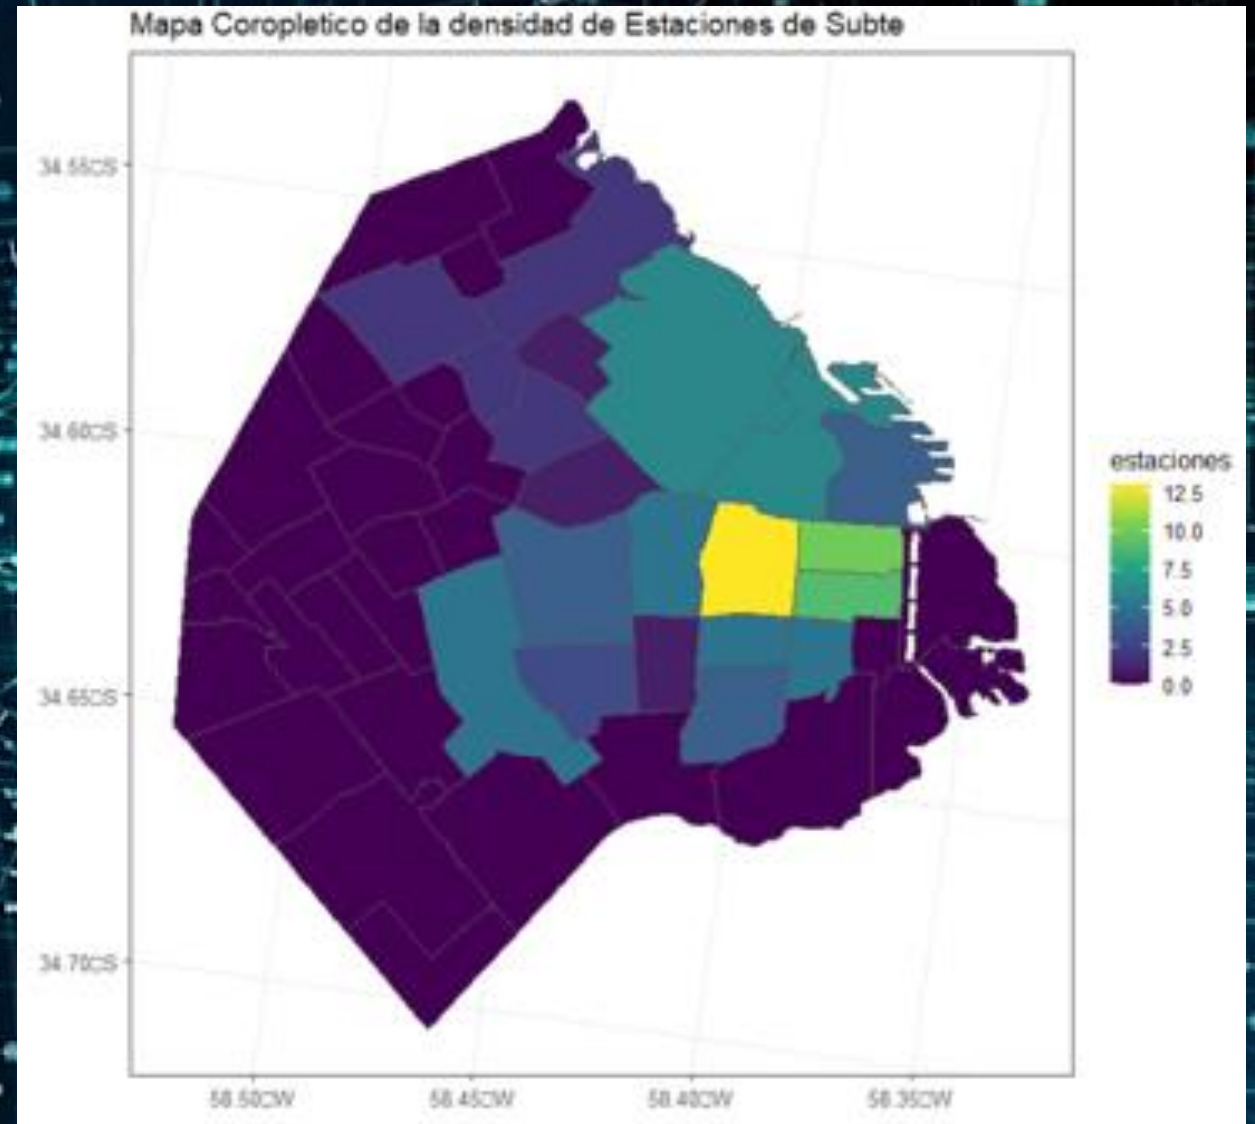 Mapa Coropletico de la densidad de Estaciones de Subte
34.55□S
34.60□S
34.65□S
34.70□S
58.50□W
58.45□W
58.40□W
58.35□W
estaciones
12.5
10.0
7.5
5.0
2.5
0.0